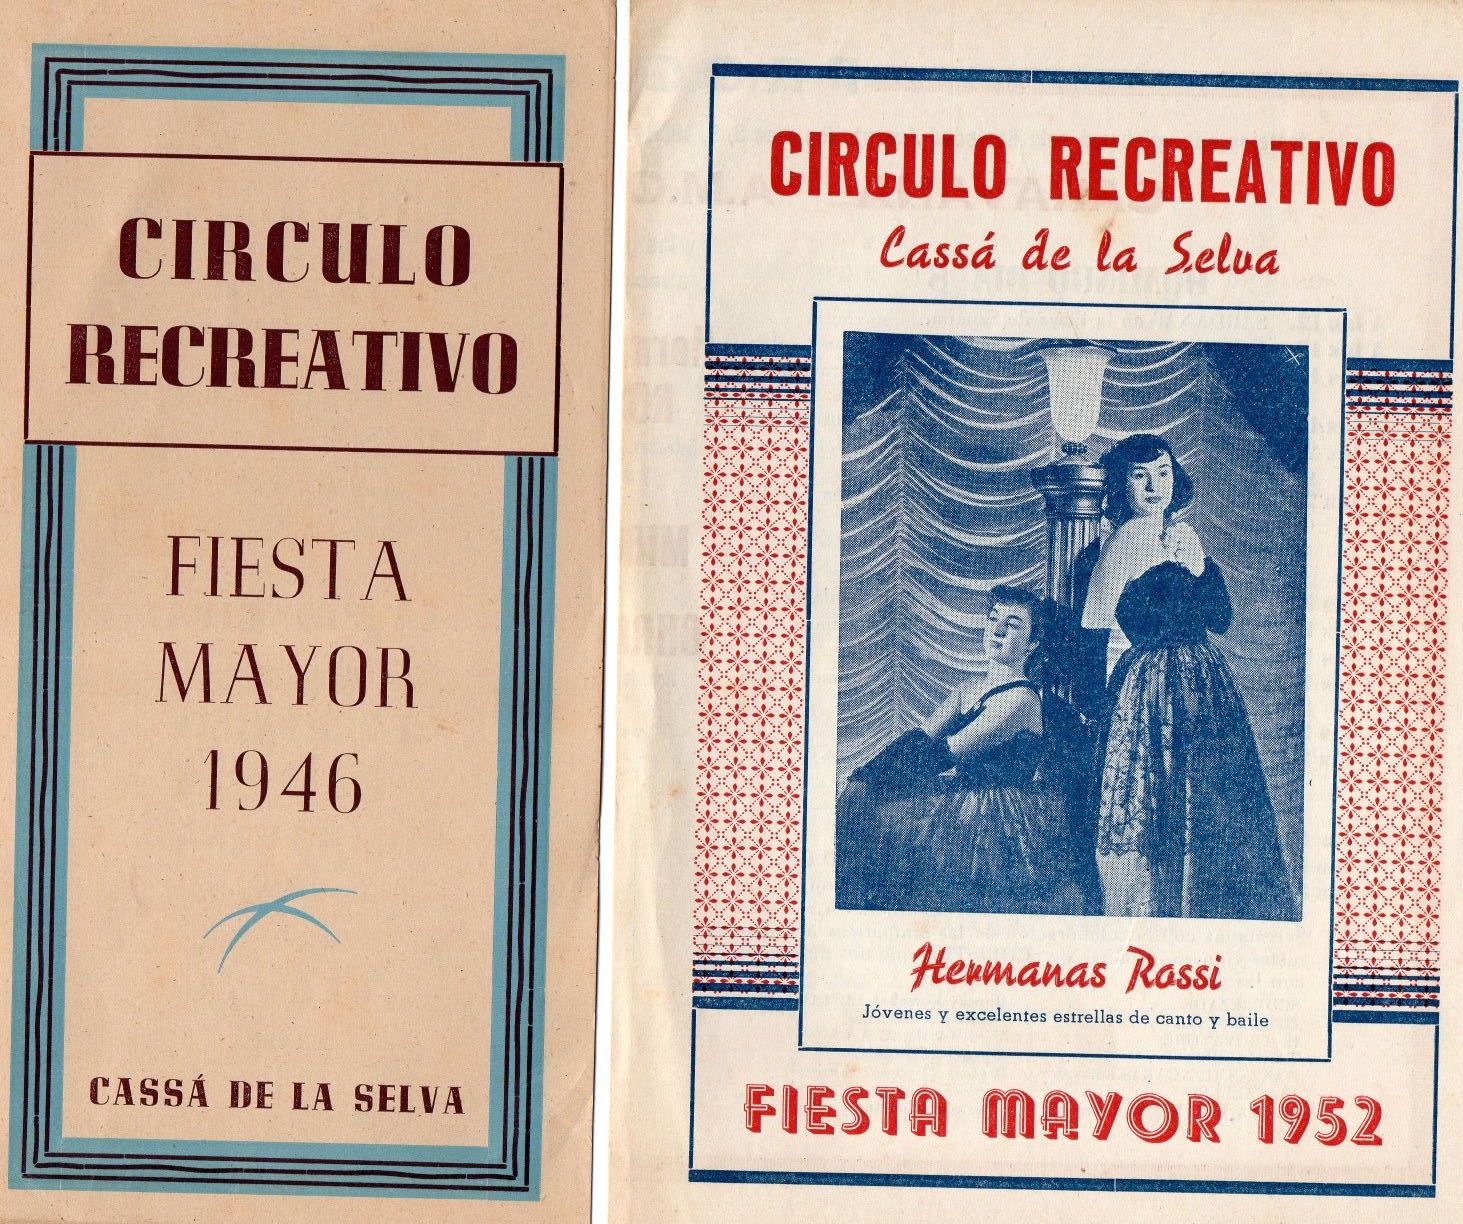 CIRCULO
RECREATIVO
FIESTA
MAYOR
1946
CASSÁ DE LA SELVA
CIRCULO RECREATIVO
Cassá de la Selva
Hermanas Rossi
Jóvenes y excelentes estrellas de canto y baile
FIESTA MAYOR 1952